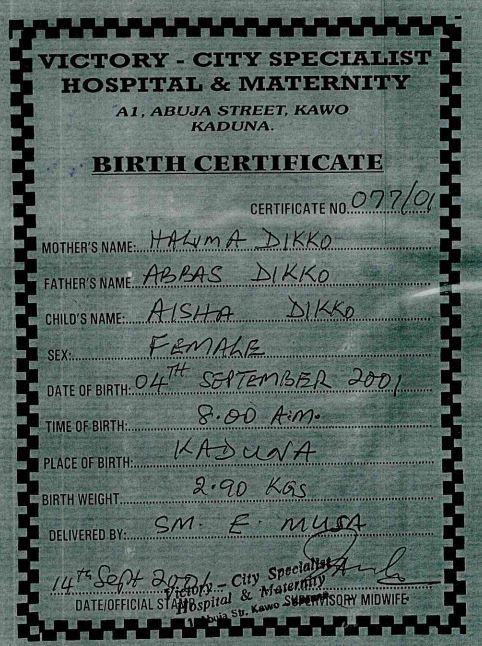 VICTORY - CITY SPECIALIST
HOSPITAL & MATERNITY
A1, ABUJA STREET, KAWO
KADUNA.
BIRTH CERTIFICATE
CERTIFICATE NO. 077/01
MOTHER'S NAME: HALIMA DIKKO
FATHER'S NAME ABBAS DIKKO
CHILD'S NAME: AISHA DIKKO
SEX: FEMALE
DATE OF BIRTH: 04TH SEPTEMBER 2001
TIME OF BIRTH: 8.00 A.M.
PLACE OF BIRTH: KADUNA
BIRTH WEIGHT 2.90 KGS
DELIVERED BY: SM. E. MUSA
14th Sept 2001
DATE/OFFICIAL STAMP SUPERVISORY MIDWIFE
Victory - City Specialist
Hospital & Maternity
Abuja Str. Kawo